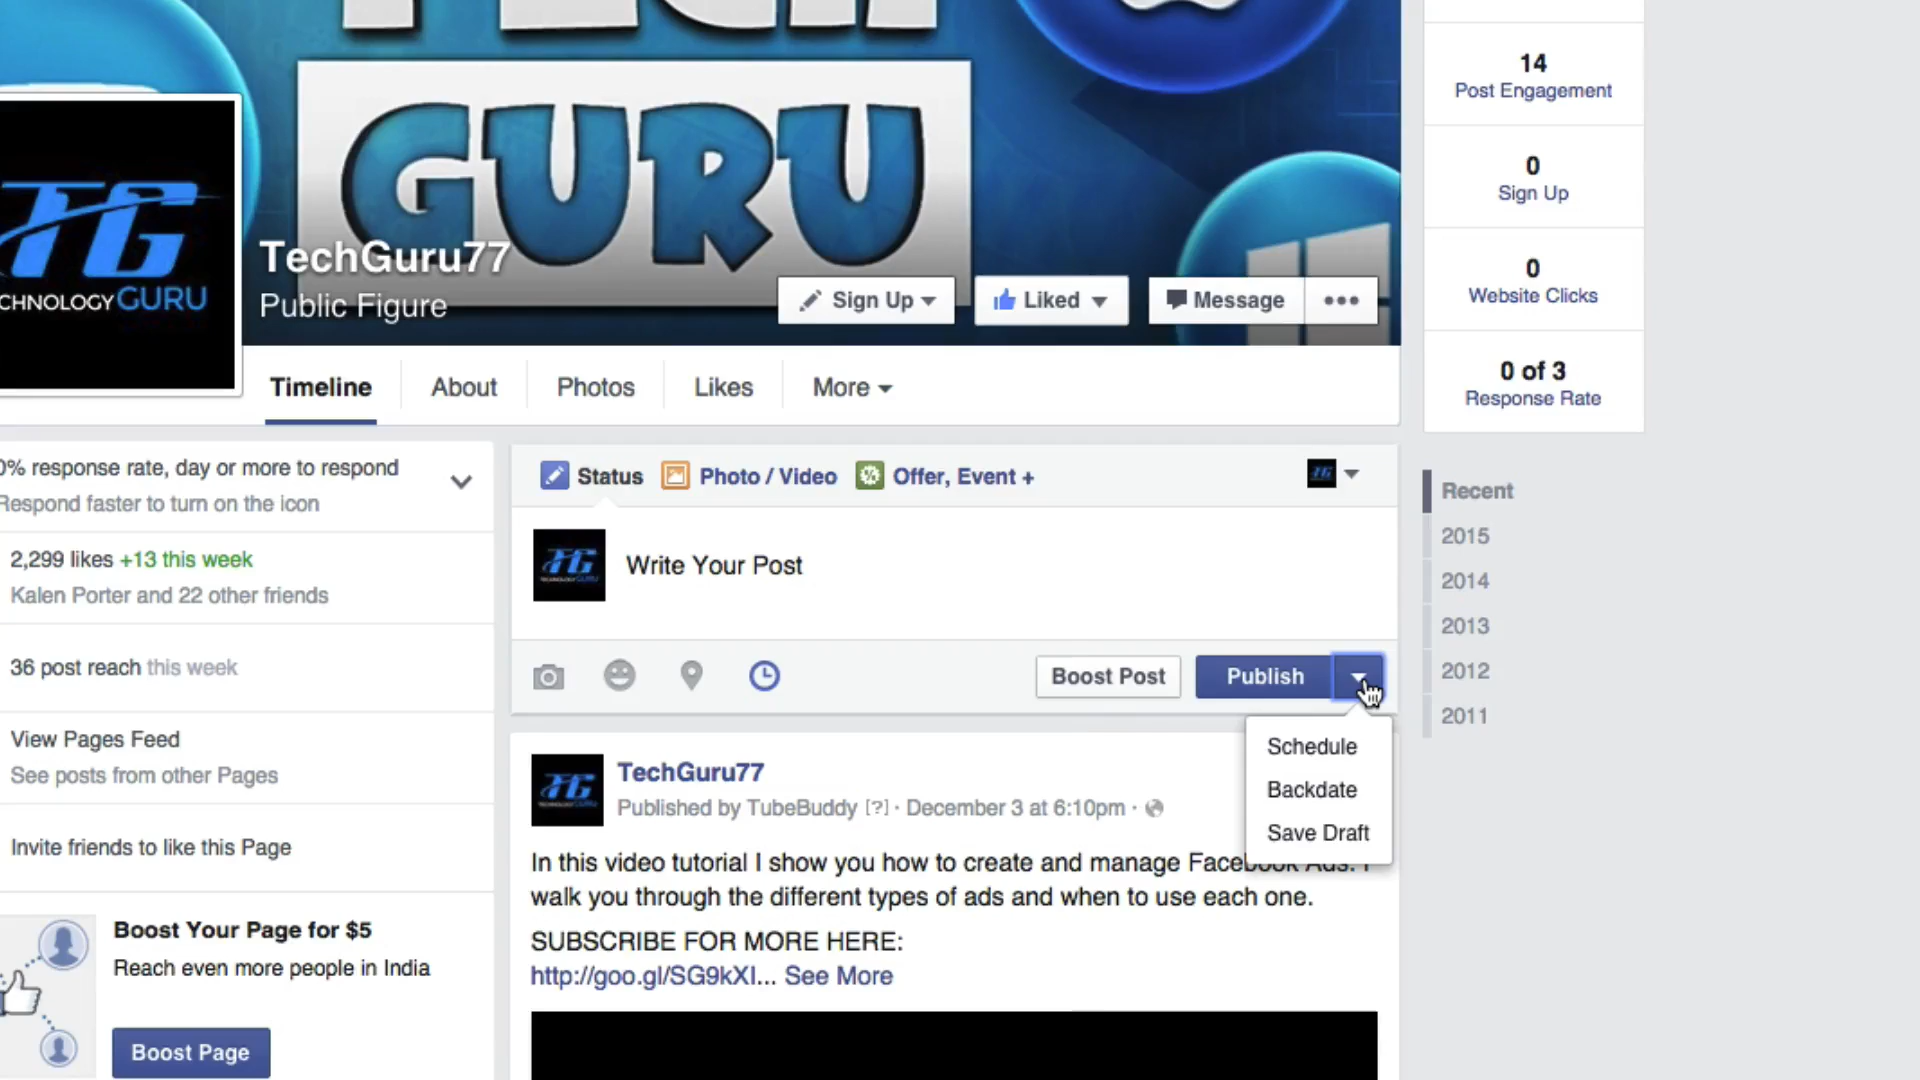 GURU
TG
CHNOLOGY GURU
TechGuru77
Public Figure
Sign Up
Liked
Message
Timeline
About
Photos
Likes
More
14
Post Engagement
0
Sign Up
0
Website Clicks
0 of 3
Response Rate
0% response rate, day or more to respond
Respond faster to turn on the icon
2,299 likes +13 this week
Kalen Porter and 22 other friends
36 post reach this week
View Pages Feed
See posts from other Pages
Invite friends to like this Page
Boost Your Page for $5
Reach even more people in India
Boost Page
Status
Photo / Video
Offer, Event +
Write Your Post
Boost Post
Publish
Schedule
Backdate
Save Draft
TechGuru77
Published by TubeBuddy [?] · December 3 at 6:10pm ·
In this video tutorial I show you how to create and manage Facebook Ads. I
walk you through the different types of ads and when to use each one.
SUBSCRIBE FOR MORE HERE:
http://goo.gl/SG9kXI... See More
Recent
2015
2014
2013
2012
2011